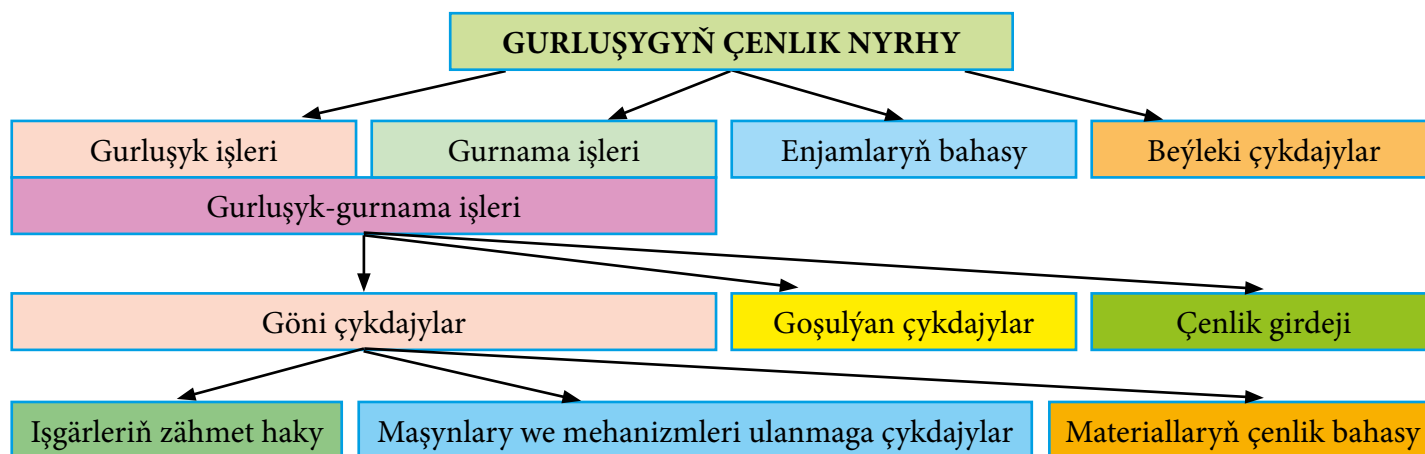 GURLUŞYGYŇ ÇENLIK NYRHY
Gurluşyk işleri
Gurnama işleri
Enjamlaryň bahasy
Beýleki çykdajylar
Gurluşyk-gurnama işleri
Göni çykdajylar
Goşulýan çykdajylar
Çenlik girdeji
Işgärleriň zähmet haky
Maşynlary we mehanizmleri ulanmaga çykdajylar
Materiallaryň çenlik bahasy